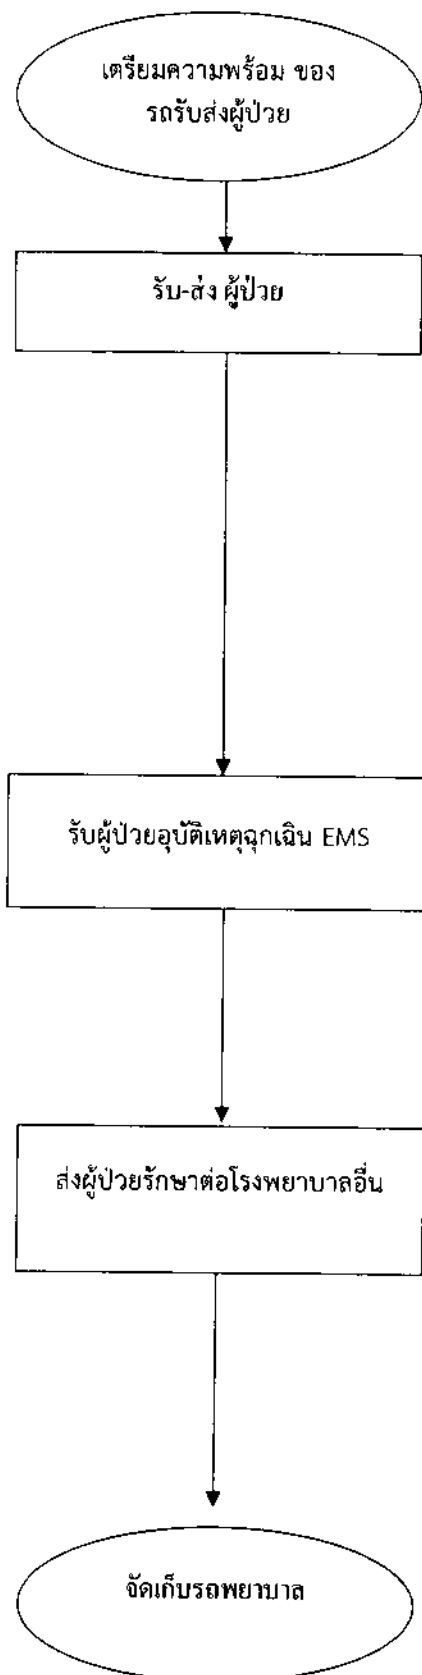 เตรียมความพร้อม ของ
รถรับส่งผู้ป่วย
รับ-ส่ง ผู้ป่วย
รับผู้ป่วยอุบัติเหตุฉุกเฉิน EMS
ส่งผู้ป่วยรักษาต่อโรงพยาบาลอื่น
จัดเก็บรถพยาบาล